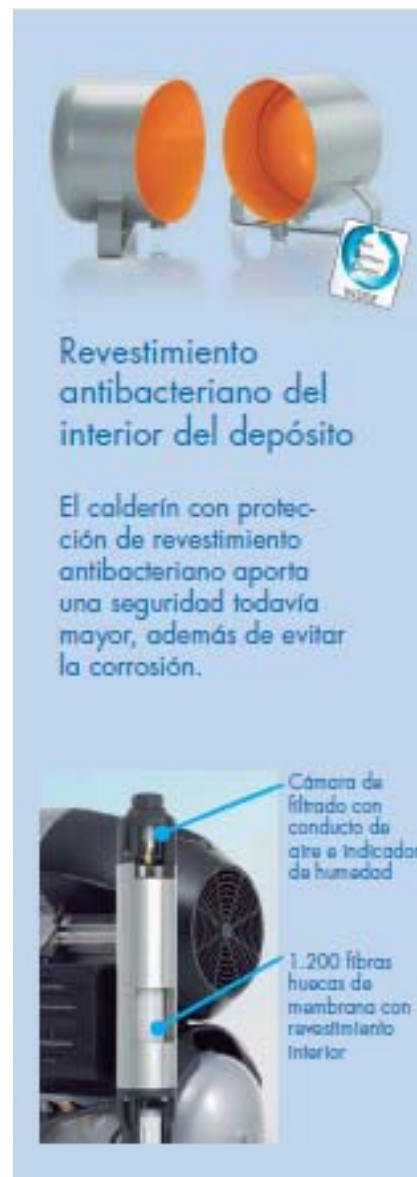 Revestimiento
antibacteriano del
interior del depósito
El calderín con protec-
ción de revestimiento
antibacteriano aporta
una seguridad todavía
mayor, además de evitar
la corrosión.
Cámara de
filtrado con
conducto de
aire e indicador
de humedad
1.200 fibras
huecas de
membrana con
revestimiento
interior